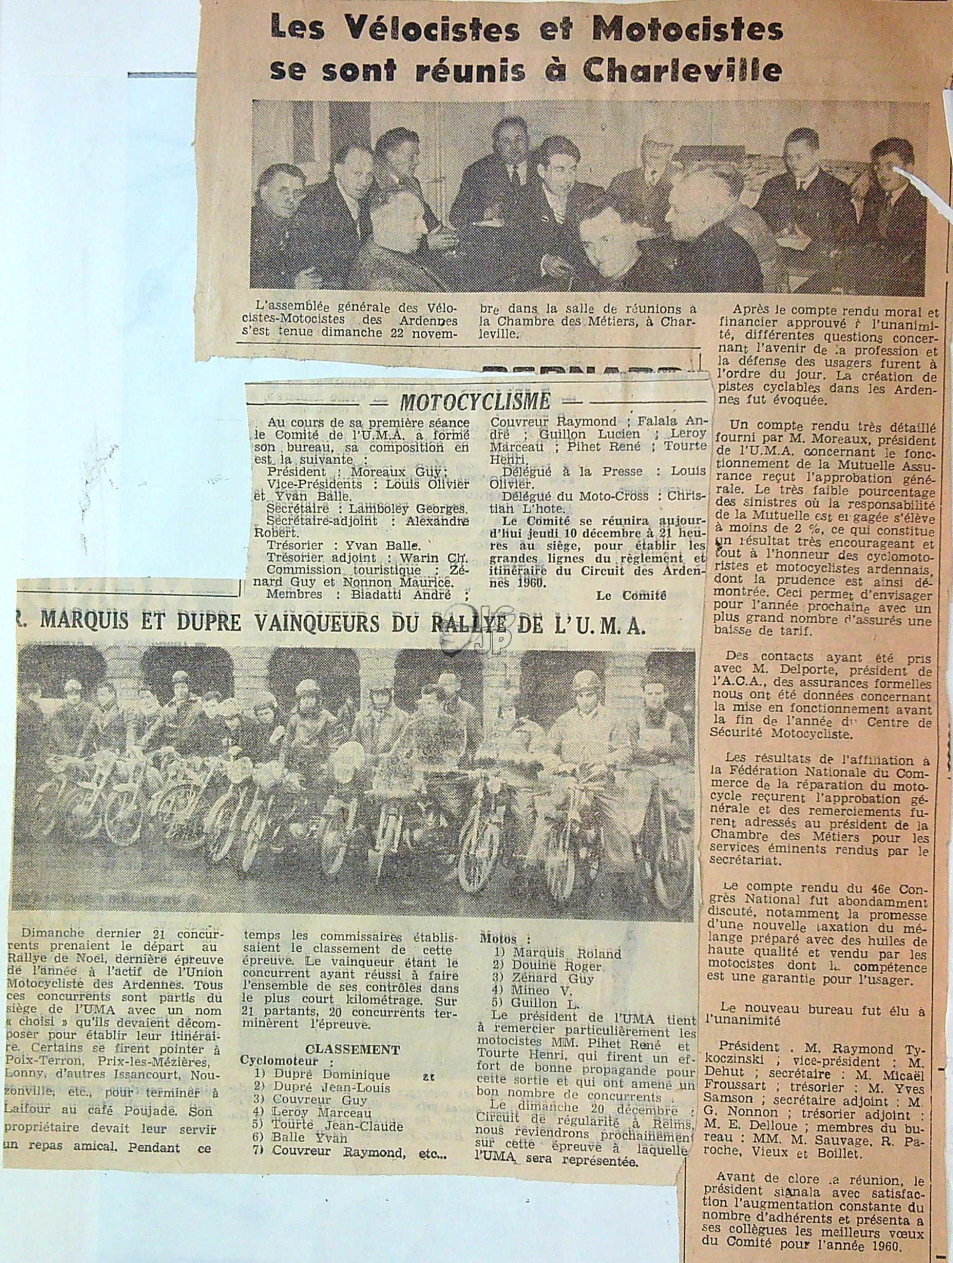 Les Vélocistes et Motocistes
se sont réunis à Charleville
L'assemblée générale des Vélo-
cistes-Motocistes des Ardennes
s'est tenue dimanche 22 novem-
bre dans la salle de réunions a
la Chambre des Métiers, à Char-
leville.
Après le compte rendu moral et
financier approuvé à l'unanimi-
té, différentes questions concer-
nant l'avenir de la profession et
la défense des usagers furent à
l'ordre du jour. La création de
pistes cyclables dans les Arden-
nes fut évoquée.
Un compte rendu très détaillé
fourni par M. Moreaux, président
de l'U.M.A. concernant le fonc-
tionnement de la Mutuelle Assu-
rance reçut l'approbation géné-
rale. Le très faible pourcentage
des sinistres où la responsabilité
de la Mutuelle est engagée s'élève
à moins de 2 %, ce qui constitue
un résultat très encourageant et
tout à l'honneur des cyclomoto-
ristes et motocyclistes ardennais,
dont la prudence est ainsi dé-
montrée. Ceci permet d'envisager
pour l'année prochaine avec un
plus grand nombre d'assurés une
baisse de tarif.
Des contacts ayant été pris
avec M. Delporte, président de
l'A.C.A., des assurances formelles
nous ont été données concernant
la mise en fonctionnement avant
la fin de l'année du Centre de
Sécurité Motocycliste.
Les résultats de l'affiliation à
la Fédération Nationale du Com-
merce de la réparation du moto-
cycle reçurent l'approbation gé-
nérale et des remerciements fu-
rent adressés au président de la
Chambre des Métiers pour les
services éminents rendus par le
secrétariat.
Le compte rendu du 46e Con-
grès National fut abondamment
discuté, notamment la promesse
d'une nouvelle taxation du mé-
lange préparé avec des huiles de
haute qualité et vendu par les
motocistes dont la compétence
est une garantie pour l'usager.
Le nouveau bureau fut élu à
l'unanimité
Président . M. Raymond Ty-
koczinski ; vice-président : M.
Dehut ; secrétaire : M. Micaël
Froussart ; trésorier : M. Yves
Samson ; secrétaire adjoint : M
G. Nonnon ; trésorier adjoint :
M. E. Delloue ; membres du bu-
reau : MM. M. Sauvage, R. Pa-
roche, Vieux et Boillet.
Avant de clore la réunion, le
président signala avec satisfac-
tion l'augmentation constante du
nombre d'adhérents et présenta a
ses collègues les meilleurs vœux
du Comité pour l'année 1960.
BERNARD
MOTOCYCLISME
Au cours de sa première séance
le Comité de l'U.M.A. a formé
son bureau, sa composition en
est la suivante :
Président : Moreaux Guy;
Vice-Présidents : Louis Olivier
et Yvan Balle.
Secrétaire : Lamboley Georges.
Secrétaire-adjoint : Alexandre
Robert.
Trésorier : Yvan Balle.
Trésorier adjoint : Warin Ch.
Commission touristique : Zé-
nard Guy et Nonnon Maurice.
Membres : Biadatti André ;
Couvreur Raymond ; Falala An-
dré ; Guillon Lucien ; Leroy
Marceau ; Pihet René ; Tourte
Henri.
Délégué à la Presse : Louis
Olivier.
Délégué du Moto-Cross : Chris-
tian L'hote.
Le Comité se réunira aujour-
d'hui jeudi 10 décembre à 21 heu-
res au siège, pour établir les
grandes lignes du règlement et
itinéraire du Circuit des Arden-
nes 1960.
Le Comité
R. MARQUIS ET DUPRE VAINQUEURS DU RALLYE DE L'U.M.A.
Dimanche dernier 21 concur-
rents prenaient le départ au
Rallye de Noel, dernière épreuve
de l'année à l'actif de l'Union
Motocycliste des Ardennes. Tous
ces concurrents sont partis du
siège de l'UMA avec un nom
« choisi » qu'ils devaient décom-
poser pour établir leur itinérai-
re. Certains se firent pointer à
Poix-Terron, Prix-les-Mézières,
Lonny, d'autres Issancourt, Nou-
zonville, etc., pour terminer à
Laifour au café Poujade. Son
propriétaire devait leur servir
un repas amical. Pendant ce
temps les commissaires établis-
saient le classement de cette
épreuve. Le vainqueur étant le
concurrent ayant réussi à faire
l'ensemble de ses contrôles dans
le plus court kilométrage. Sur
21 partants, 20 concurrents ter-
minèrent l'épreuve.
CLASSEMENT
Cyclomoteur :
1) Dupré Dominique
2) Dupré Jean-Louis
3) Couvreur Guy
4) Leroy Marceau
5) Tourte Jean-Claude
6) Balle Yvan
7) Couvreur Raymond, etc...
Motos :
1) Marquis Roland
2) Douine Roger
3) Zénard Guy
4) Mineo V.
5) Guillon L.
Le président de l'UMA tient
à remercier particulièrement les
motocistes MM. Pihet René et
Tourte Henri, qui firent un ef-
fort de bonne propagande pour
cette sortie et qui ont amené un
bon nombre de concurrents .
Le dimanche 20 décembre :
Circuit de régularité à Reims,
nous reviendrons prochainement
sur cette épreuve à laquelle
l'UMA sera représentée.